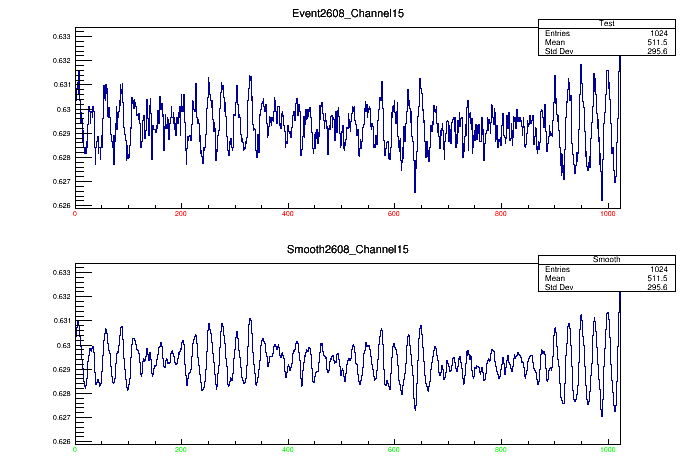 Event2608_Channel15
Test
Entries 1024
Mean 511.5
Std Dev 295.6
0.633
0.632
0.631
0.63
0.629
0.628
0.627
0.626
0 200 400 600 800 1000
Smooth2608_Channel15
Smooth
Entries 1024
Mean 511.5
Std Dev 295.6
0.633
0.632
0.631
0.63
0.629
0.628
0.627
0.626
0 200 400 600 800 1000